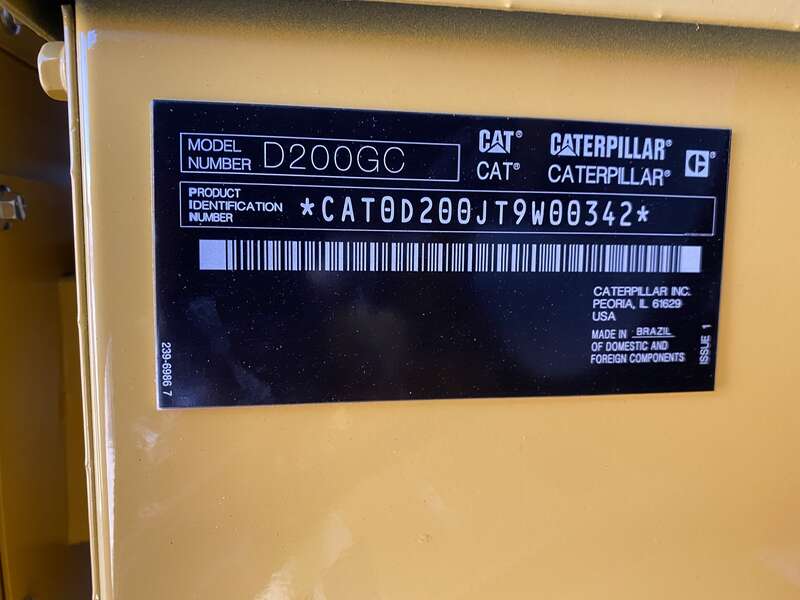 MODEL NUMBER D200GC
CAT® CATERPILLAR®
CAT® CATERPILLAR®
PRODUCT
IDENTIFICATION
NUMBER
*CAT0D200JT9W00342*
CATERPILLAR INC.
PEORIA, IL 61629
USA
MADE IN BRAZIL
OF DOMESTIC AND
FOREIGN COMPONENTS
ISSUE 1
239-6986 7